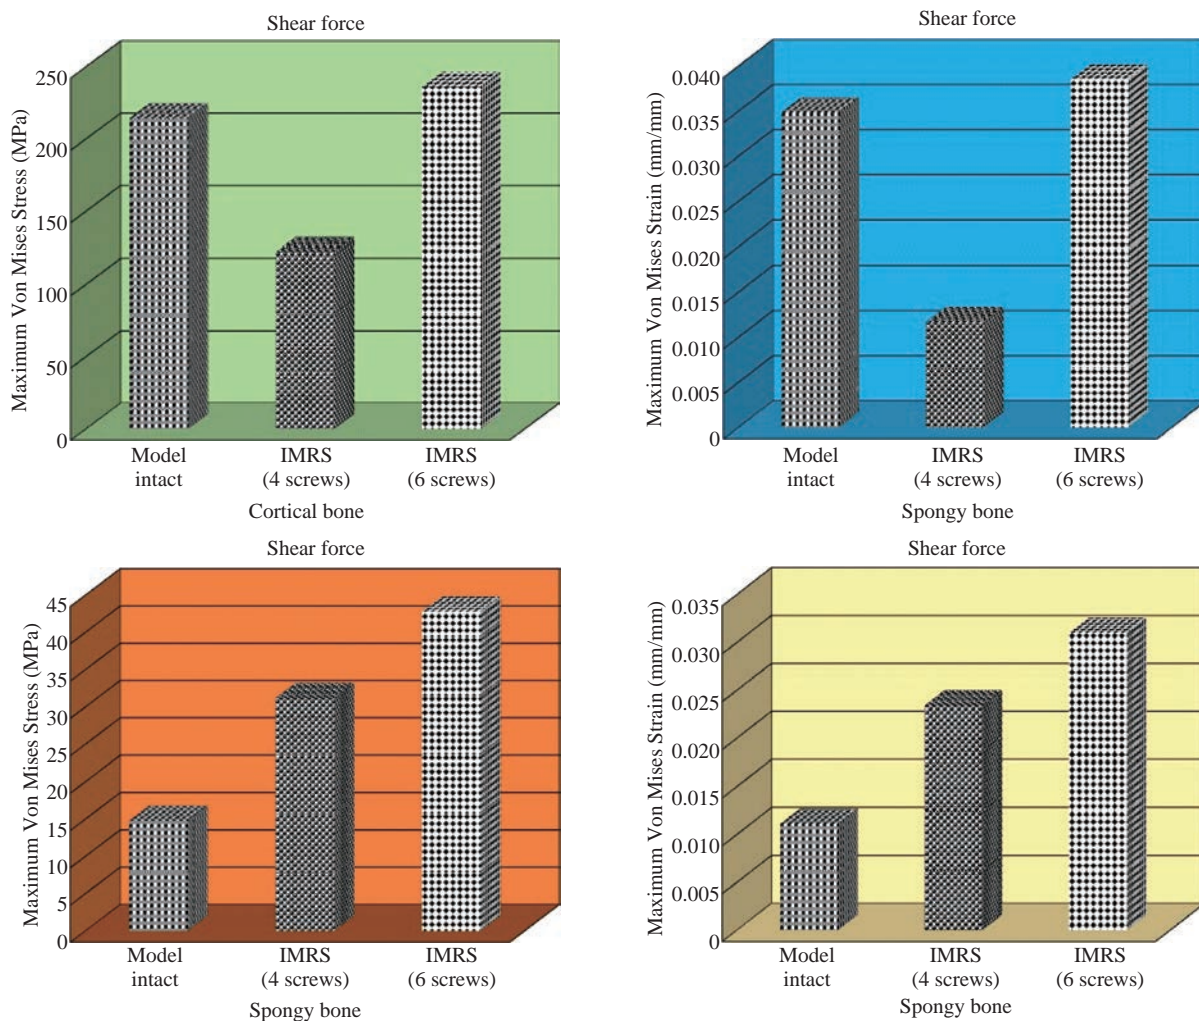 Shear force
Maximum Von Mises Stress (MPa)
250
200
150
100
50
0
Model intact
IMRS (4 screws)
IMRS (6 screws)
Cortical bone
Shear force
Maximum Von Mises Strain (mm/mm)
0.040
0.035
0.030
0.025
0.020
0.015
0.010
0.005
0
Model intact
IMRS (4 screws)
IMRS (6 screws)
Spongy bone
Shear force
Maximum Von Mises Stress (MPa)
45
40
35
30
25
20
15
10
5
0
Model intact
IMRS (4 screws)
IMRS (6 screws)
Spongy bone
Shear force
Maximum Von Mises Strain (mm/mm)
0.035
0.030
0.025
0.020
0.015
0.010
0.005
0
Model intact
IMRS (4 screws)
IMRS (6 screws)
Spongy bone